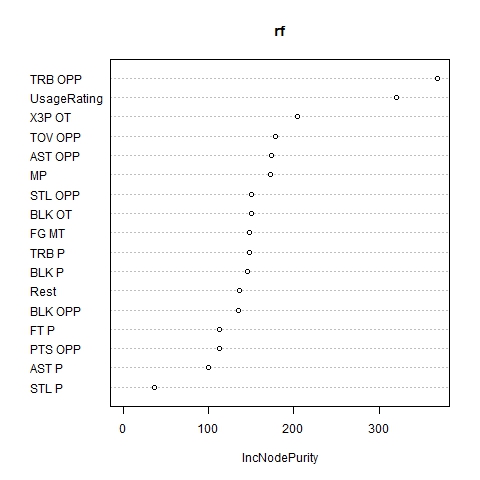 rf
TRB OPP
UsageRating
X3P OT
TOV OPP
AST OPP
MP
STL OPP
BLK OT
FG MT
TRB P
BLK P
Rest
BLK OPP
FT P
PTS OPP
AST P
STL P
0 100 200 300
IncNodePurity